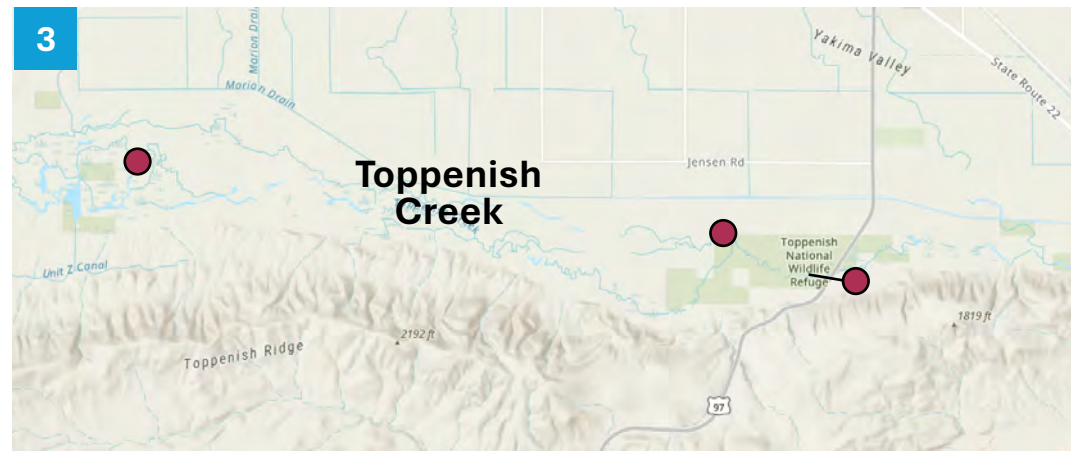 3
Marion Drain
Marion Drain
Yakima Valley
State Route 22
Jensen Rd
Toppenish
Creek
Toppenish
National
Wildlife
Refuge
Unit 2 Canal
1819 ft
2192 ft
Toppenish Ridge
97